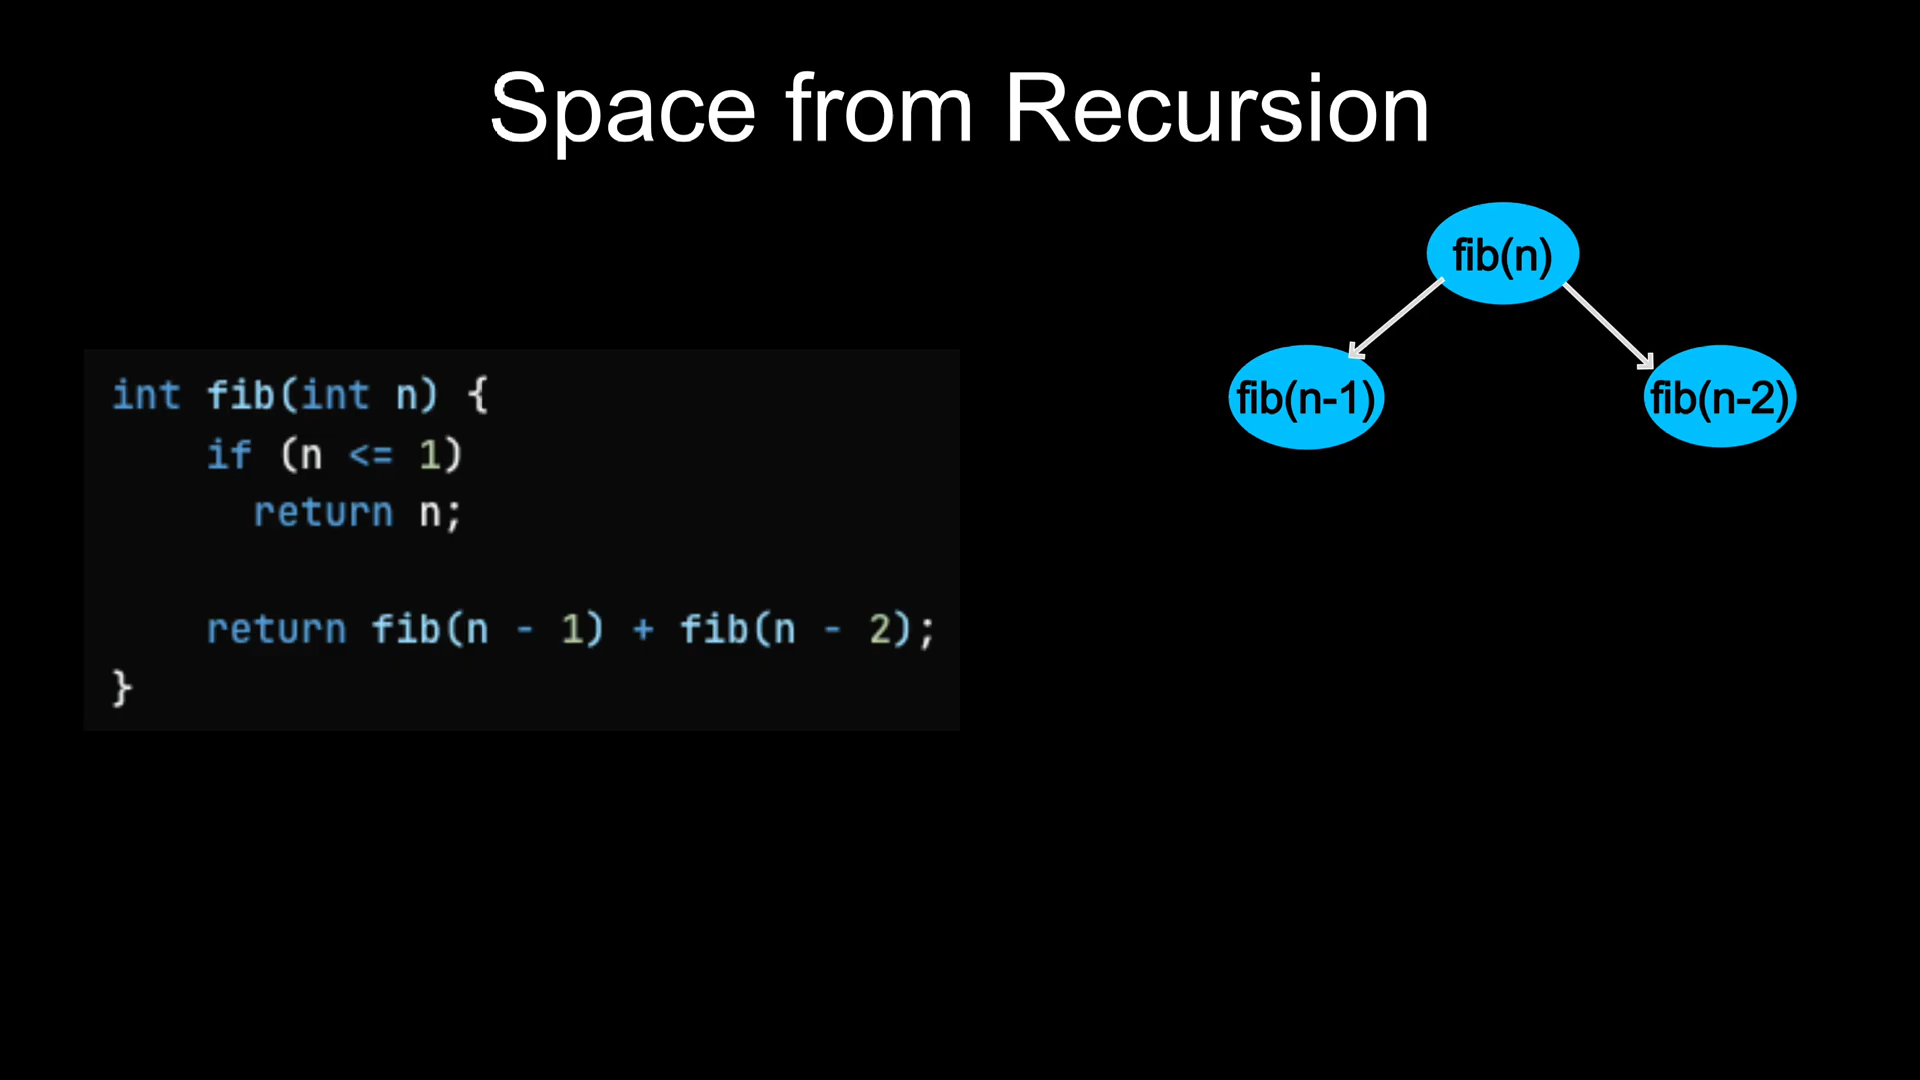 Space from Recursion
int fib(int n) {
if (n <= 1)
return n;
return fib(n - 1) + fib(n - 2);
}
fib(n)
fib(n-1)
fib(n-2)